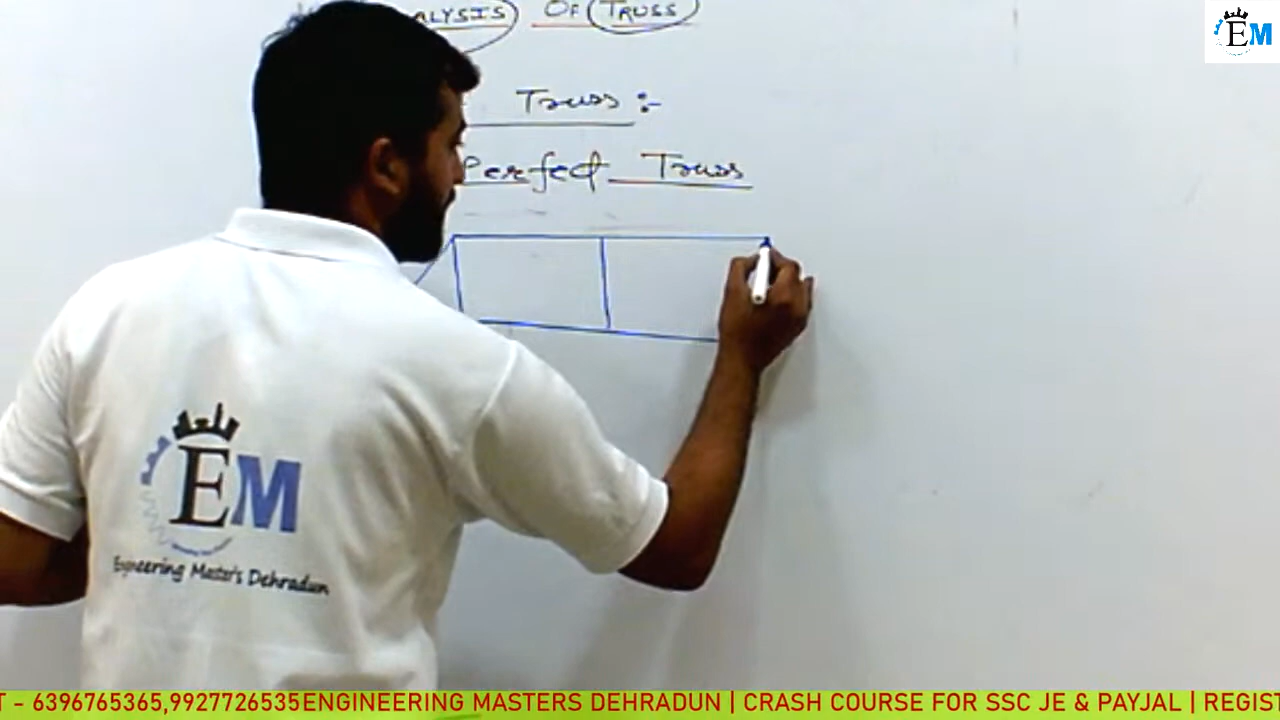 ALYSIS OF TRUSS
Truss :-
Perfect Truss
EM
EM
Engineering Master's Dehradun
T - 6396765365,9927726535ENGINEERING MASTERS DEHRADUN | CRASH COURSE FOR SSC JE & PAYJAL | REGIST